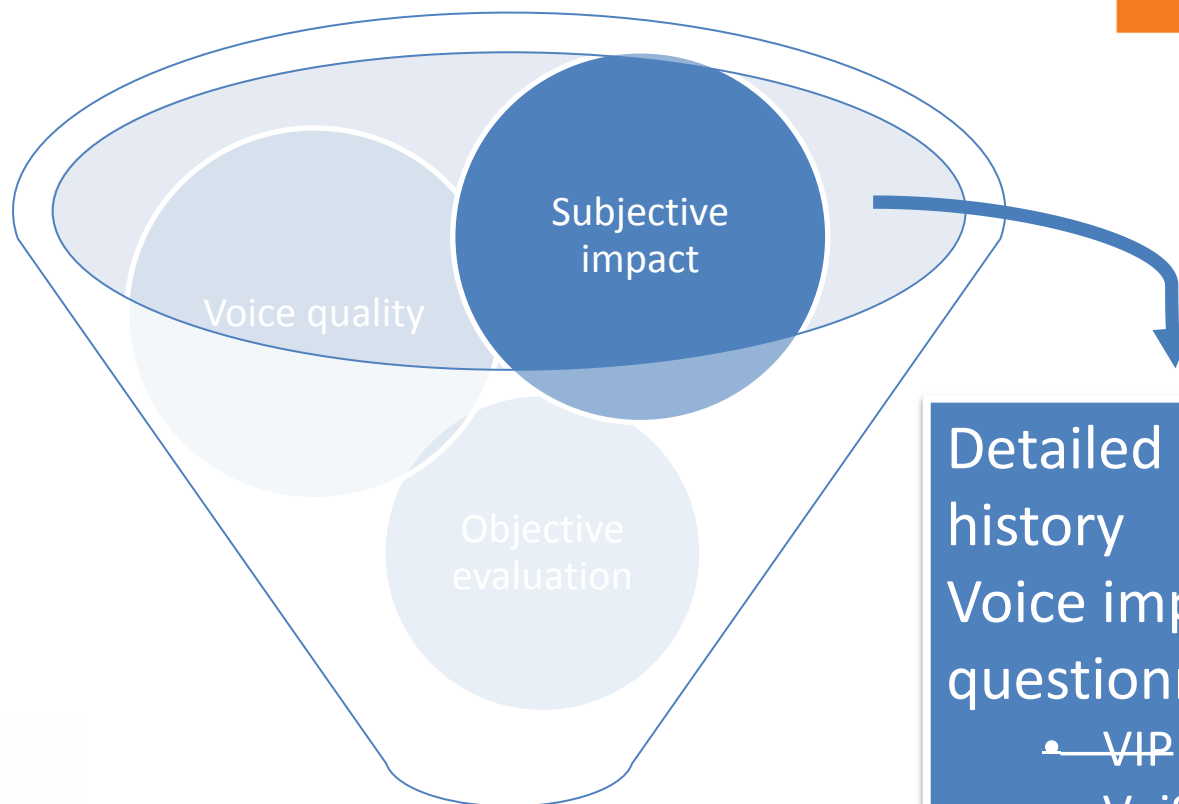 Subjective
impact
Voice quality
Objective
evaluation
Detailed
history
Voice imp
question
• VIP